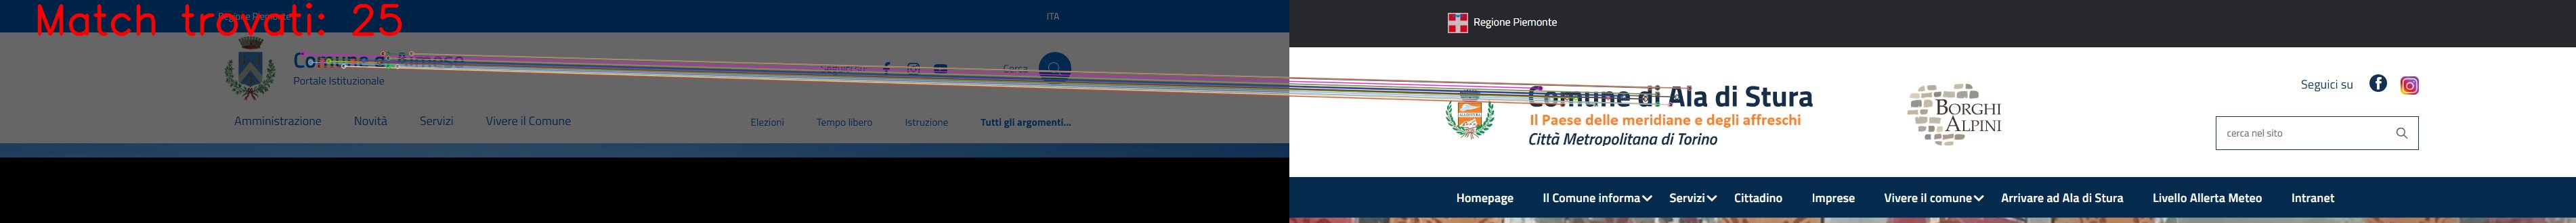 Match trovati: 25
Regione Piemonte
ITA
Comune di Aimese
Portale Istituzionale
Cerca
Amministrazione
Novità
Servizi
Vivere il Comune
Elezioni
Tempo libero
Istruzione
Tutti gli argomenti...
Regione Piemonte
Comune di Ala di Stura
Il Paese delle meridiane e degli affreschi
Città Metropolitana di Torino
BORGHI
ALPINI
Seguici su
cerca nel sito
Homepage
Il Comune informa
Servizi
Cittadino
Imprese
Vivere il comune
Arrivare ad Ala di Stura
Livello Allerta Meteo
Intranet